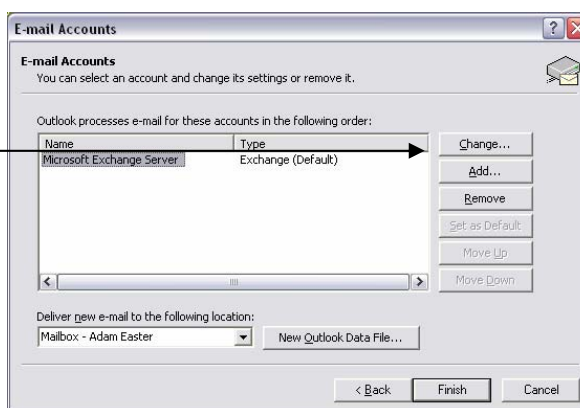 E-mail Accounts
E-mail Accounts
You can select an account and change its settings or remove it.
Outlook processes e-mail for these accounts in the following order:
Name Type
Microsoft Exchange Server Exchange (Default)
Change...
Add...
Remove
Set as Default
Move Up
Move Down
Deliver new e-mail to the following location:
Mailbox - Adam Easter New Outlook Data File...
< Back Finish Cancel